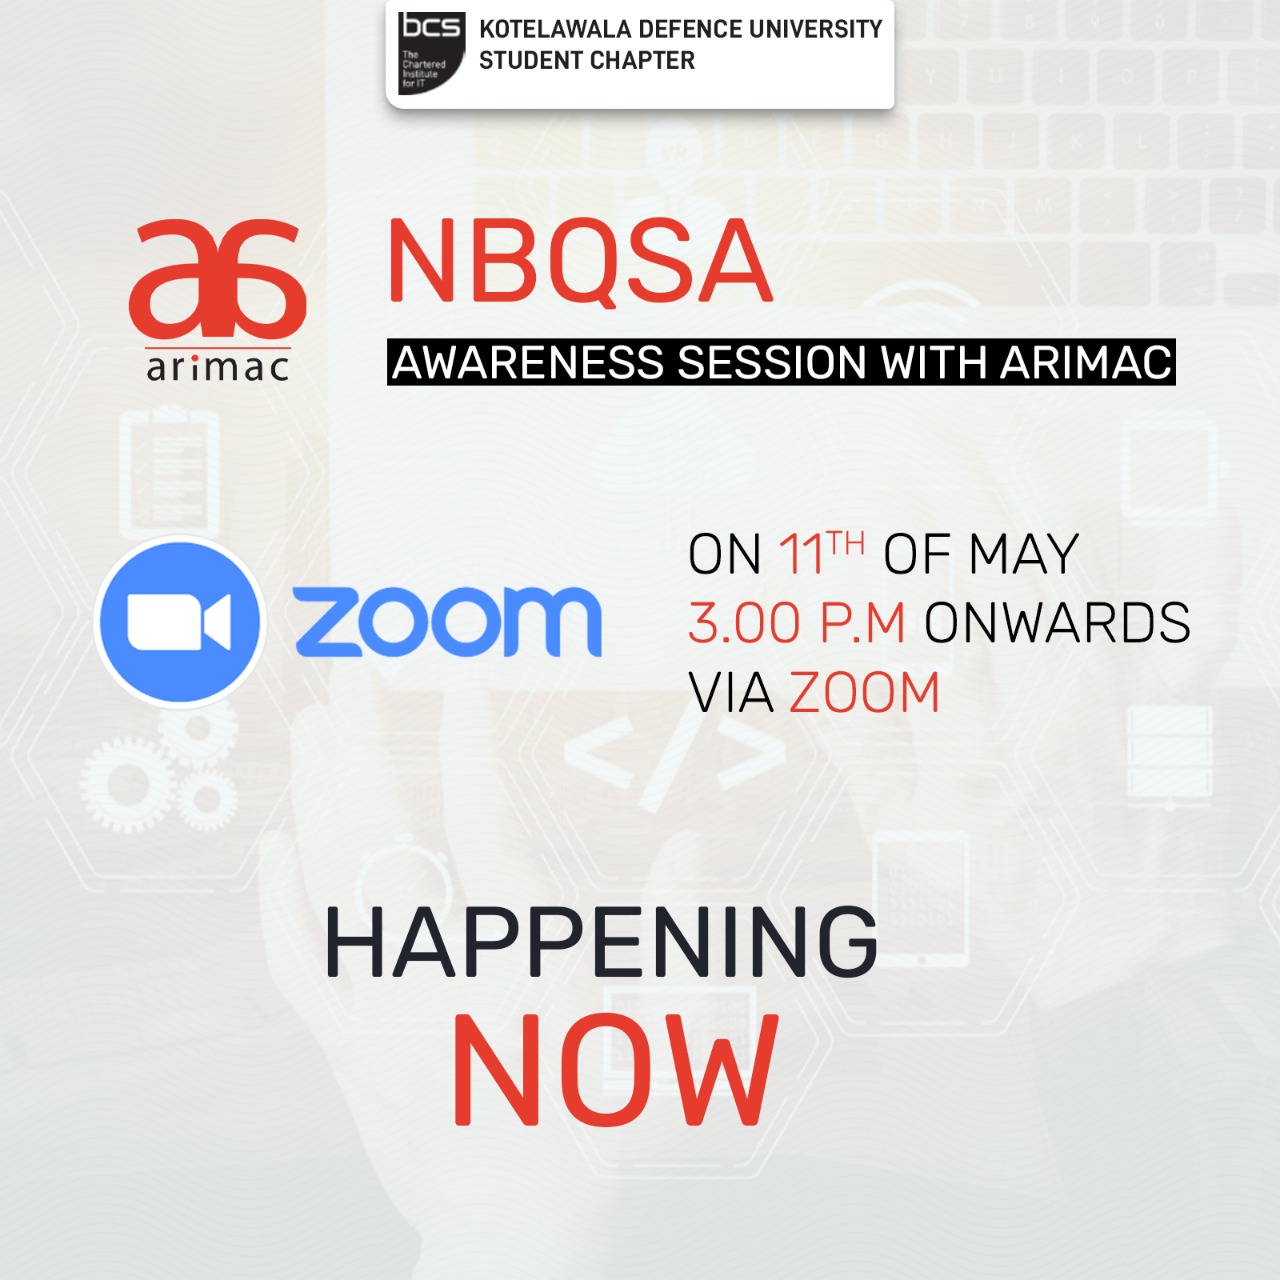 bcs
The
Chartered
Institute
for IT
KOTELAWALA DEFENCE UNIVERSITY
STUDENT CHAPTER
arimac
NBQSA
AWARENESS SESSION WITH ARIMAC
zoom
ON 11TH OF MAY
3.00 P.M ONWARDS
VIA ZOOM
HAPPENING
NOW
VR